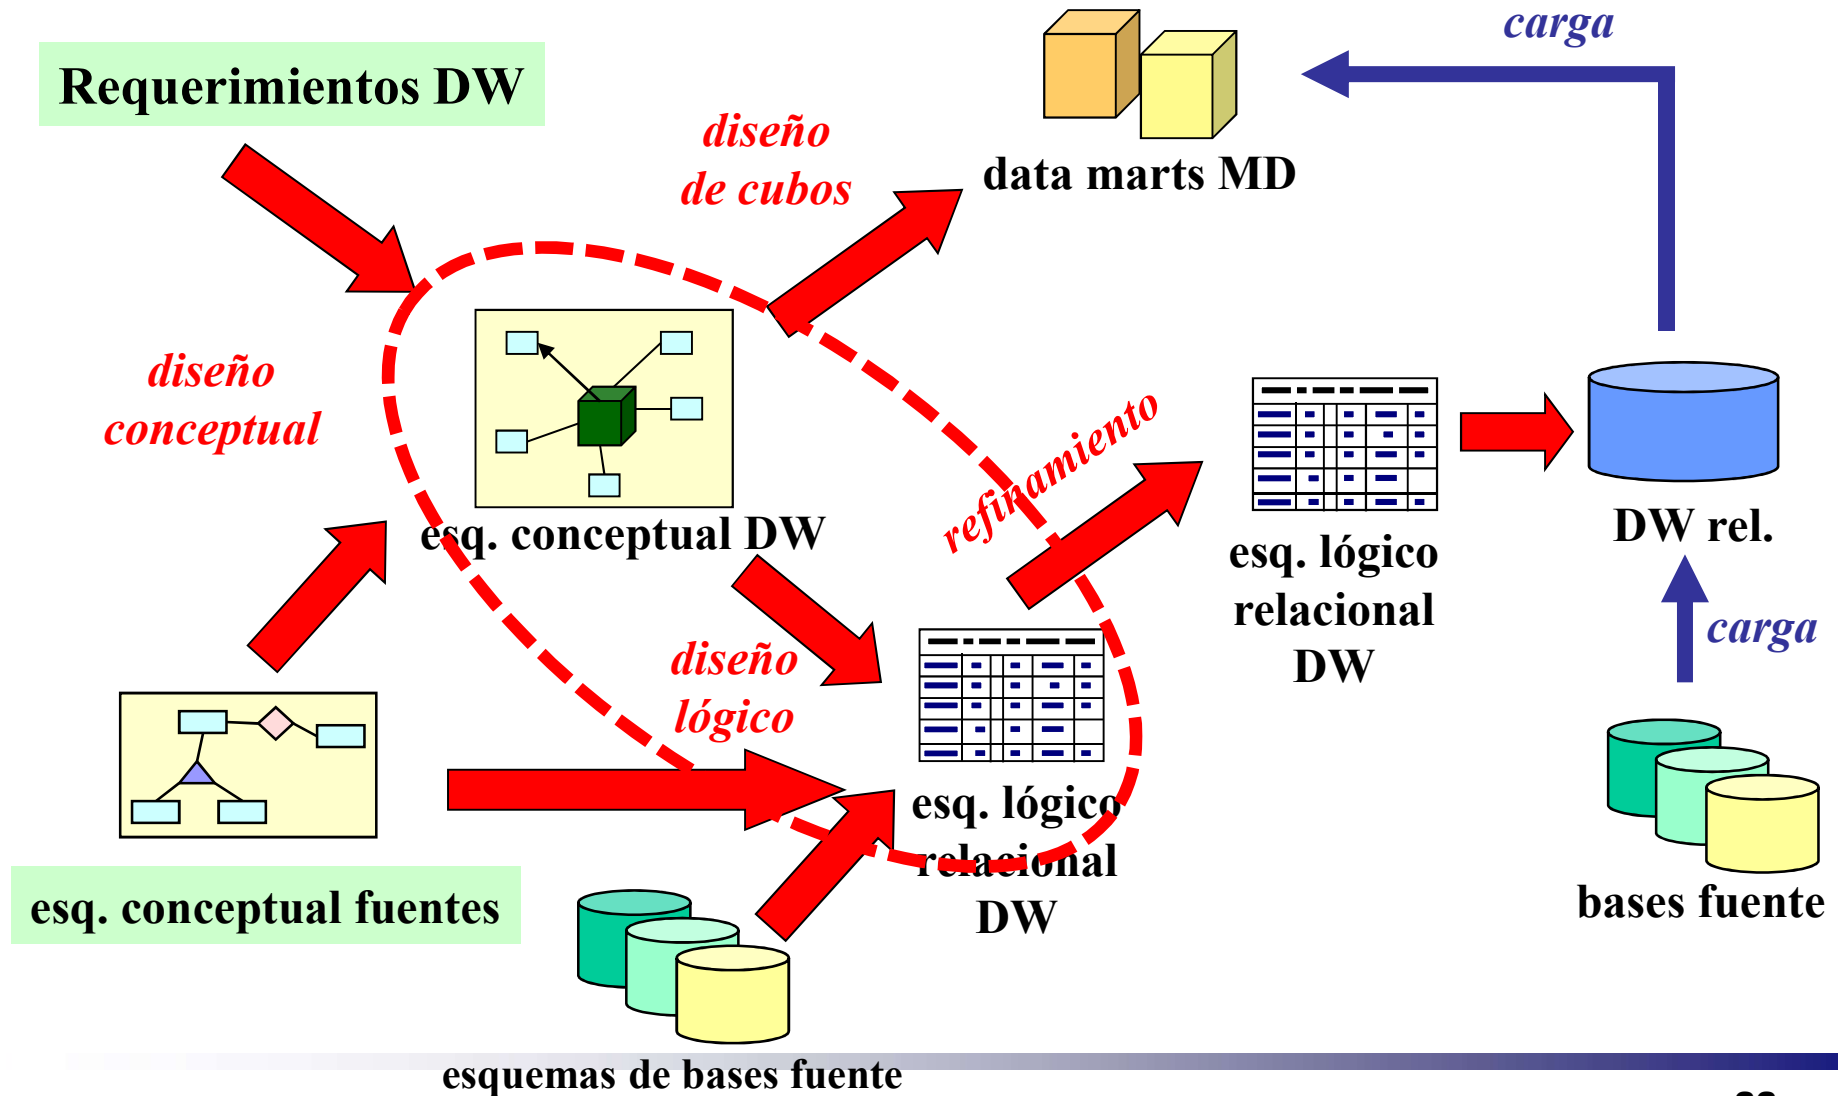 carga
Requerimientos DW
diseño
de cubos
data marts MD
diseño
conceptual
refinamiento
esq. conceptual DW
DW rel.
esq. lógico
relacional
DW
carga
diseño
lógico
esq. lógico
relacional
DW
esq. conceptual fuentes
bases fuente
esquemas de bases fuente